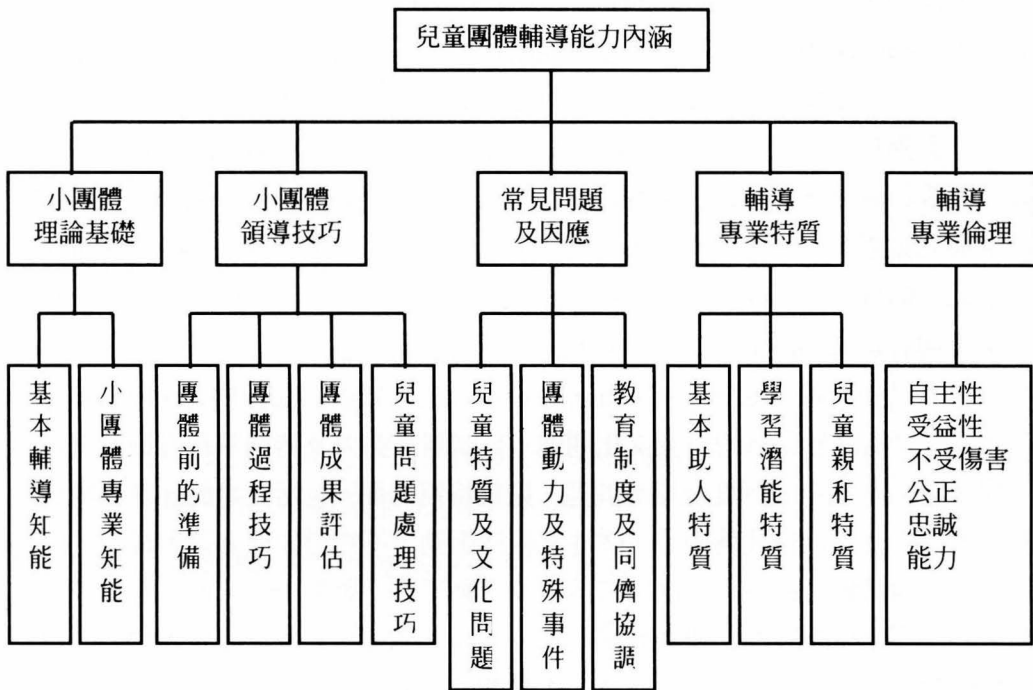 兒童團體輔導能力內涵
小團體
理論基礎
小團體
領導技巧
常見問題
及因應
輔導
專業特質
輔導
專業倫理
基本輔導知能
小團體專業知能
團體前的準備
團體過程技巧
團體成果評估
兒童問題處理技巧
兒童特質及文化問題
團體動力及特殊事件
教育制度及同儕協調
基本助人特質
學習潛能特質
兒童親和特質
自主性
受益性
不受傷害
公正
忠誠
能力